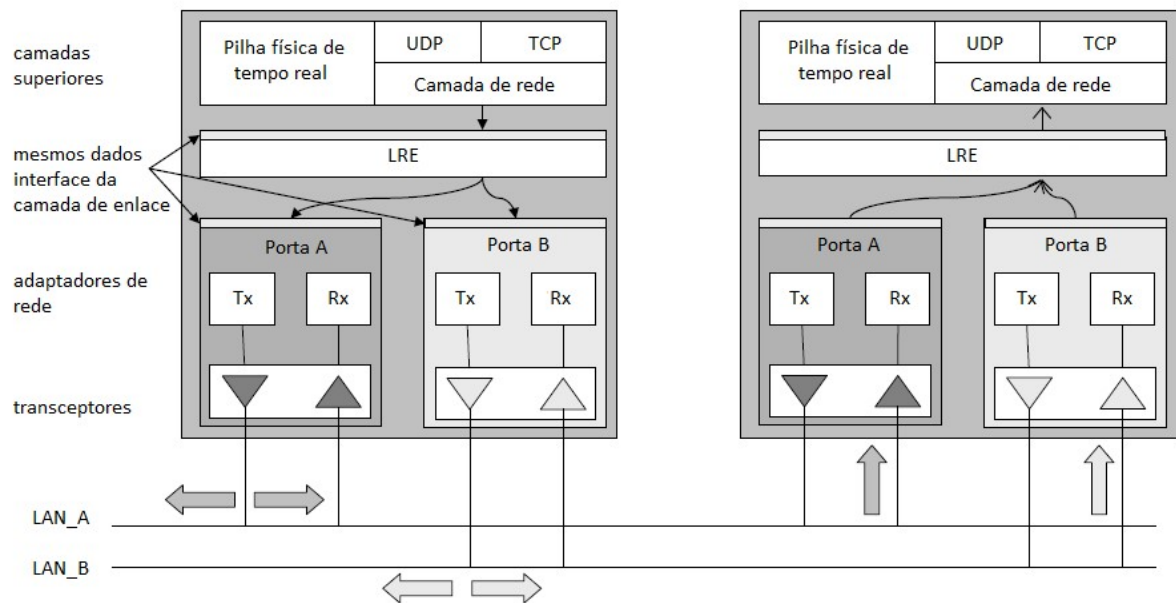 camadas
superiores
Pilha física de
tempo real
UDP
TCP
Camada de rede
Pilha física de
tempo real
UDP
TCP
Camada de rede
mesmos dados
interface da
camada de enlace
LRE
LRE
Porta A
Porta B
Porta A
Porta B
adaptadores de
rede
Tx
Rx
Tx
Rx
Tx
Rx
Tx
Rx
transceptores
LAN_A
LAN_B